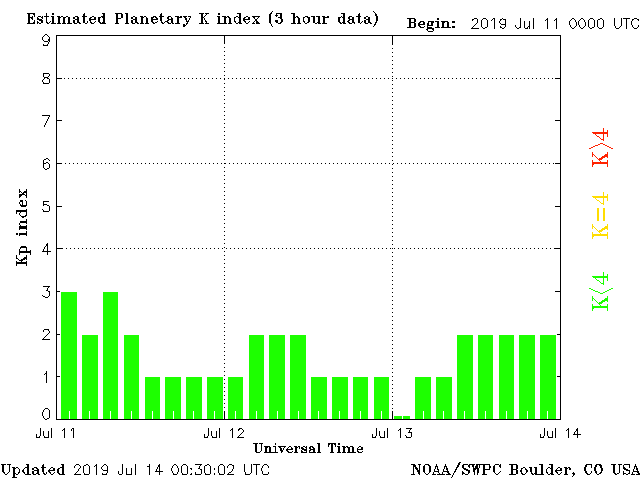 Estimated Planetary K index (3 hour data)
Begin: 2019 Jul 11 0000 UTC
9
8
7
6
5
4
3
2
1
0
Kp index
K>4
K=4
K<4
Jul 11
Jul 12
Jul 13
Jul 14
Universal Time
Updated 2019 Jul 14 00:30:02 UTC
NOAA/SWPC Boulder, CO USA